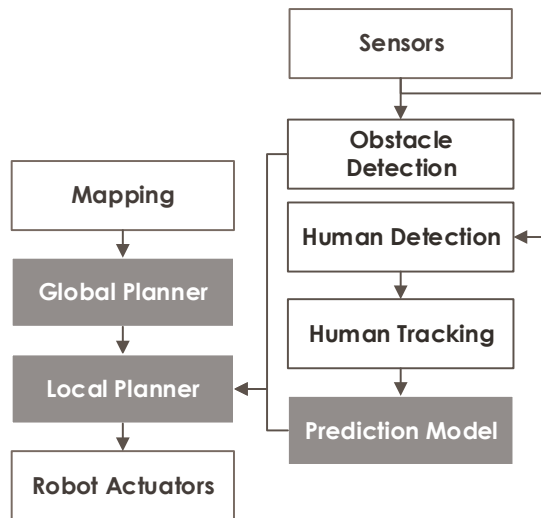 Sensors
Obstacle
Detection
Mapping
Human Detection
Global Planner
Human Tracking
Local Planner
Prediction Model
Robot Actuators